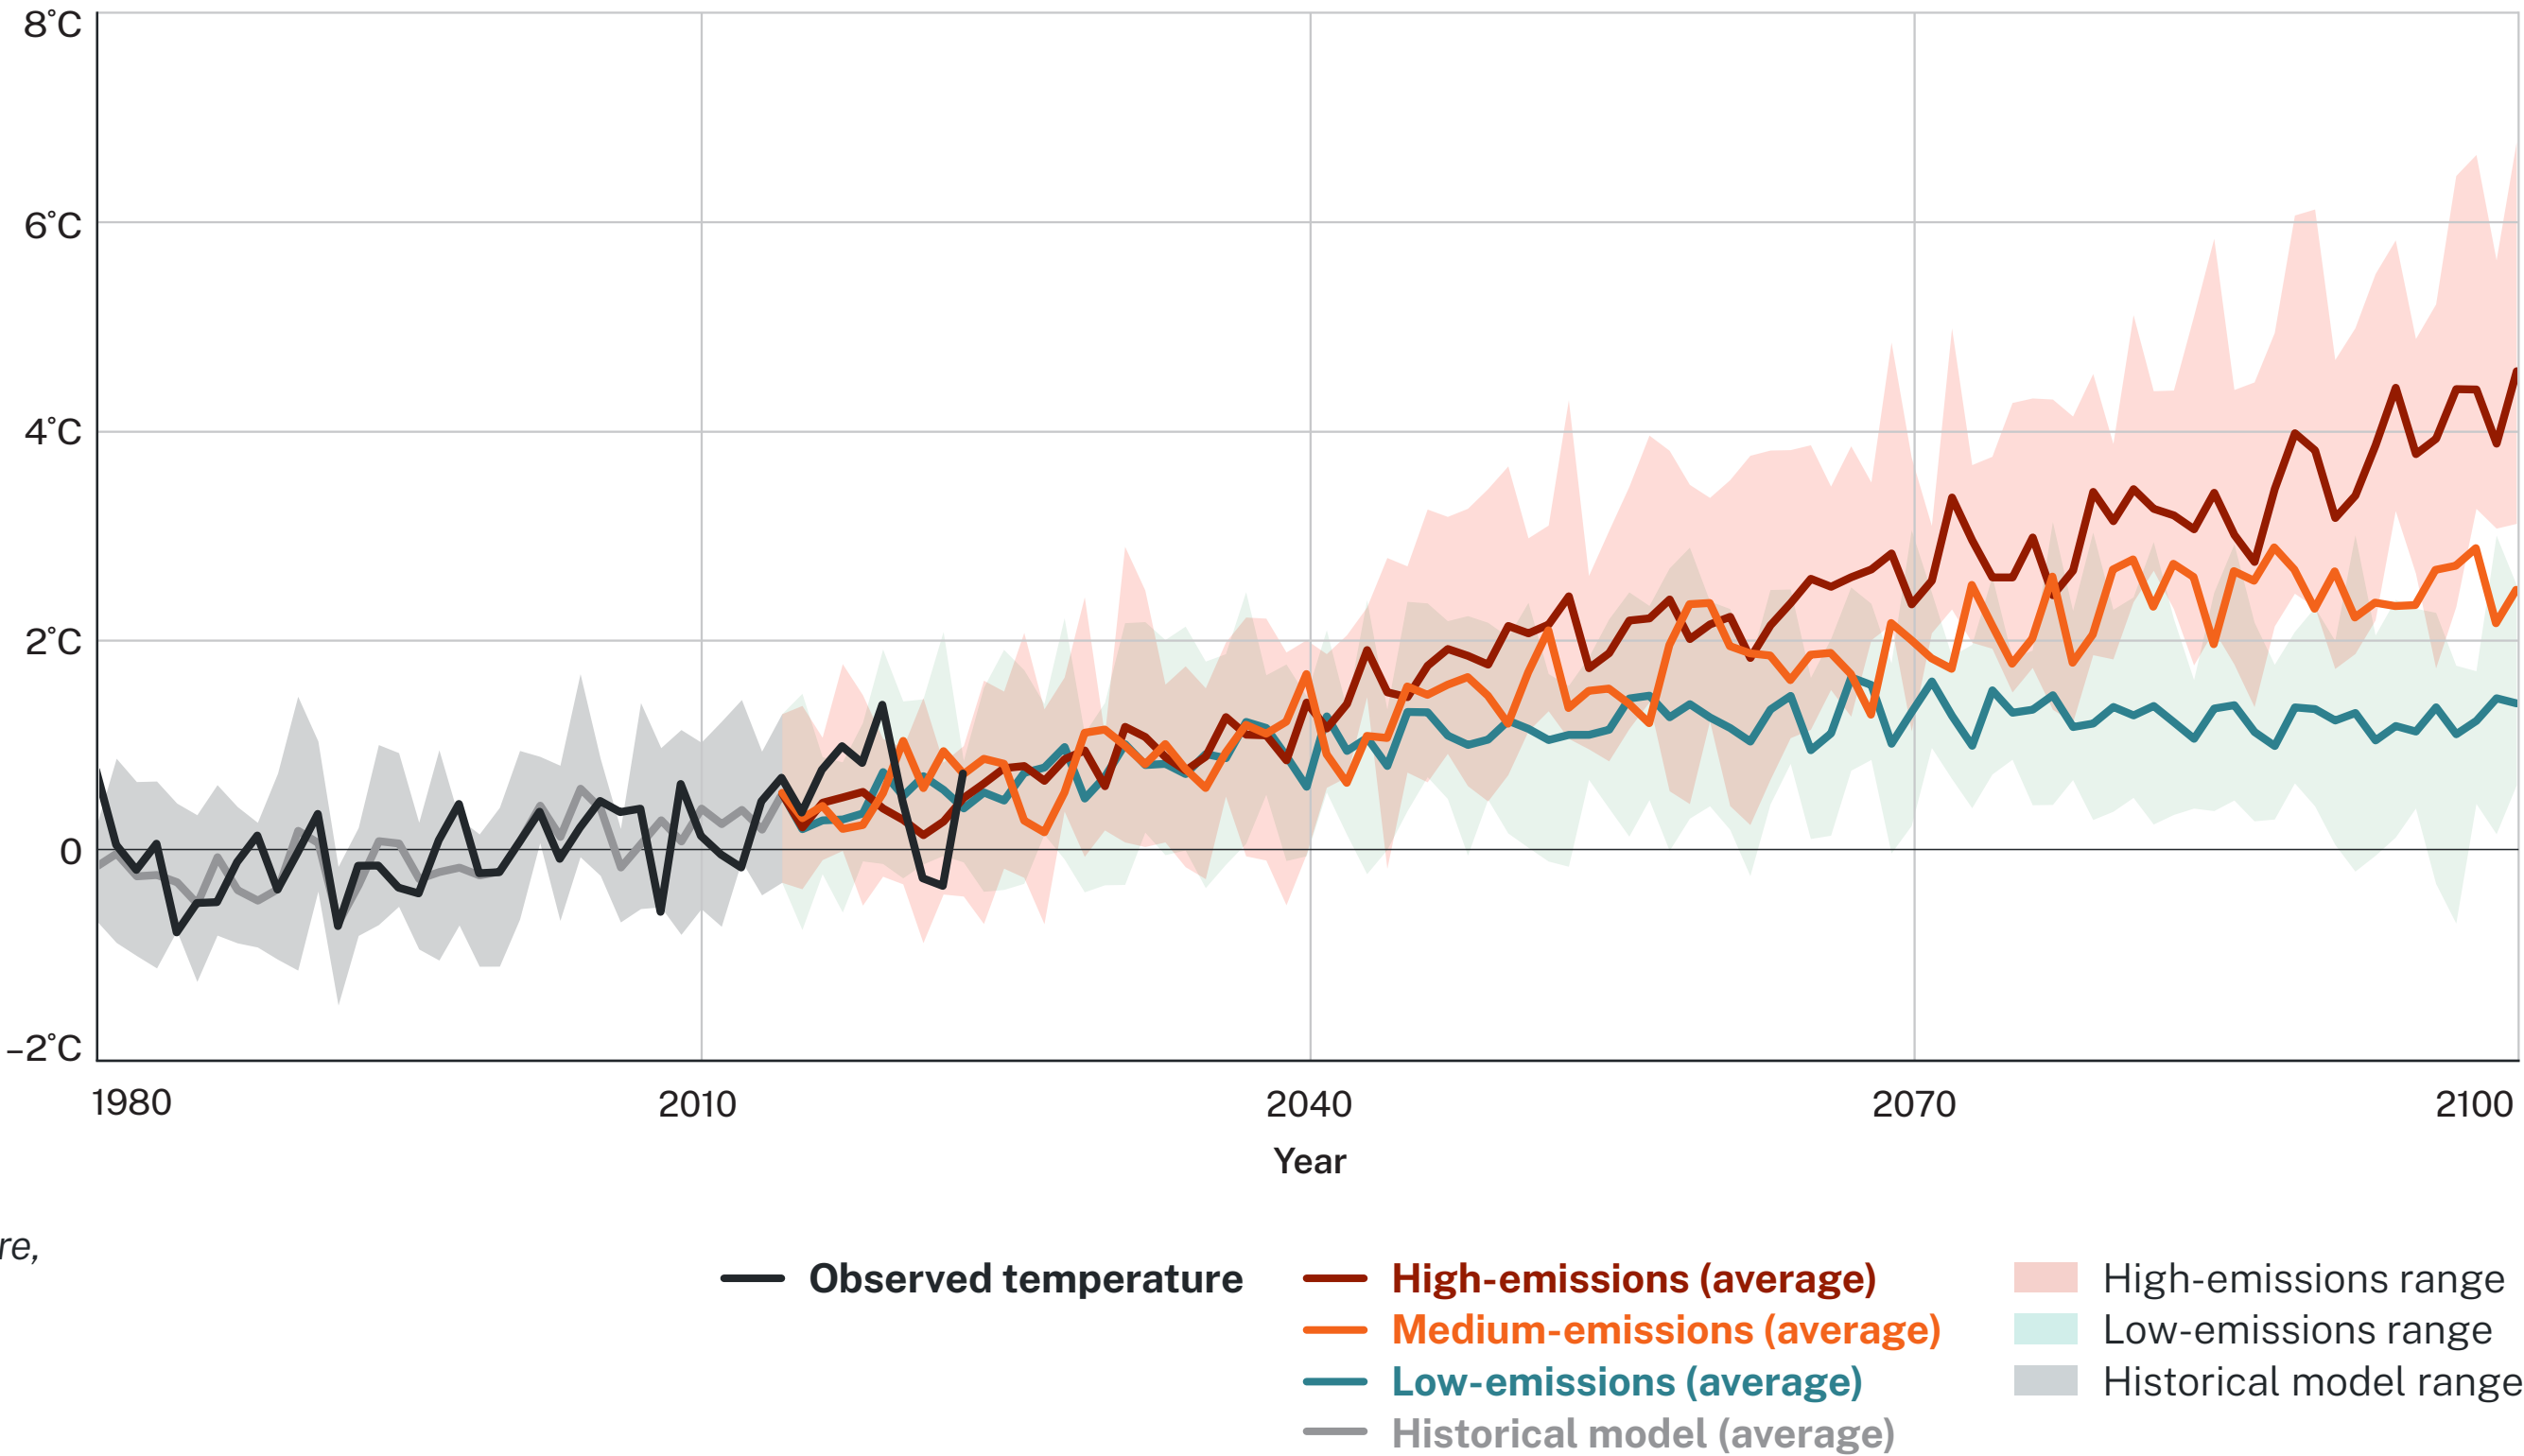 8°C
6°C
4°C
2°C
0
–2°C
1980 2010 2040 2070 2100
Year
re,
Observed temperature
High-emissions (average)
Medium-emissions (average)
Low-emissions (average)
Historical model (average)
High-emissions range
Low-emissions range
Historical model range